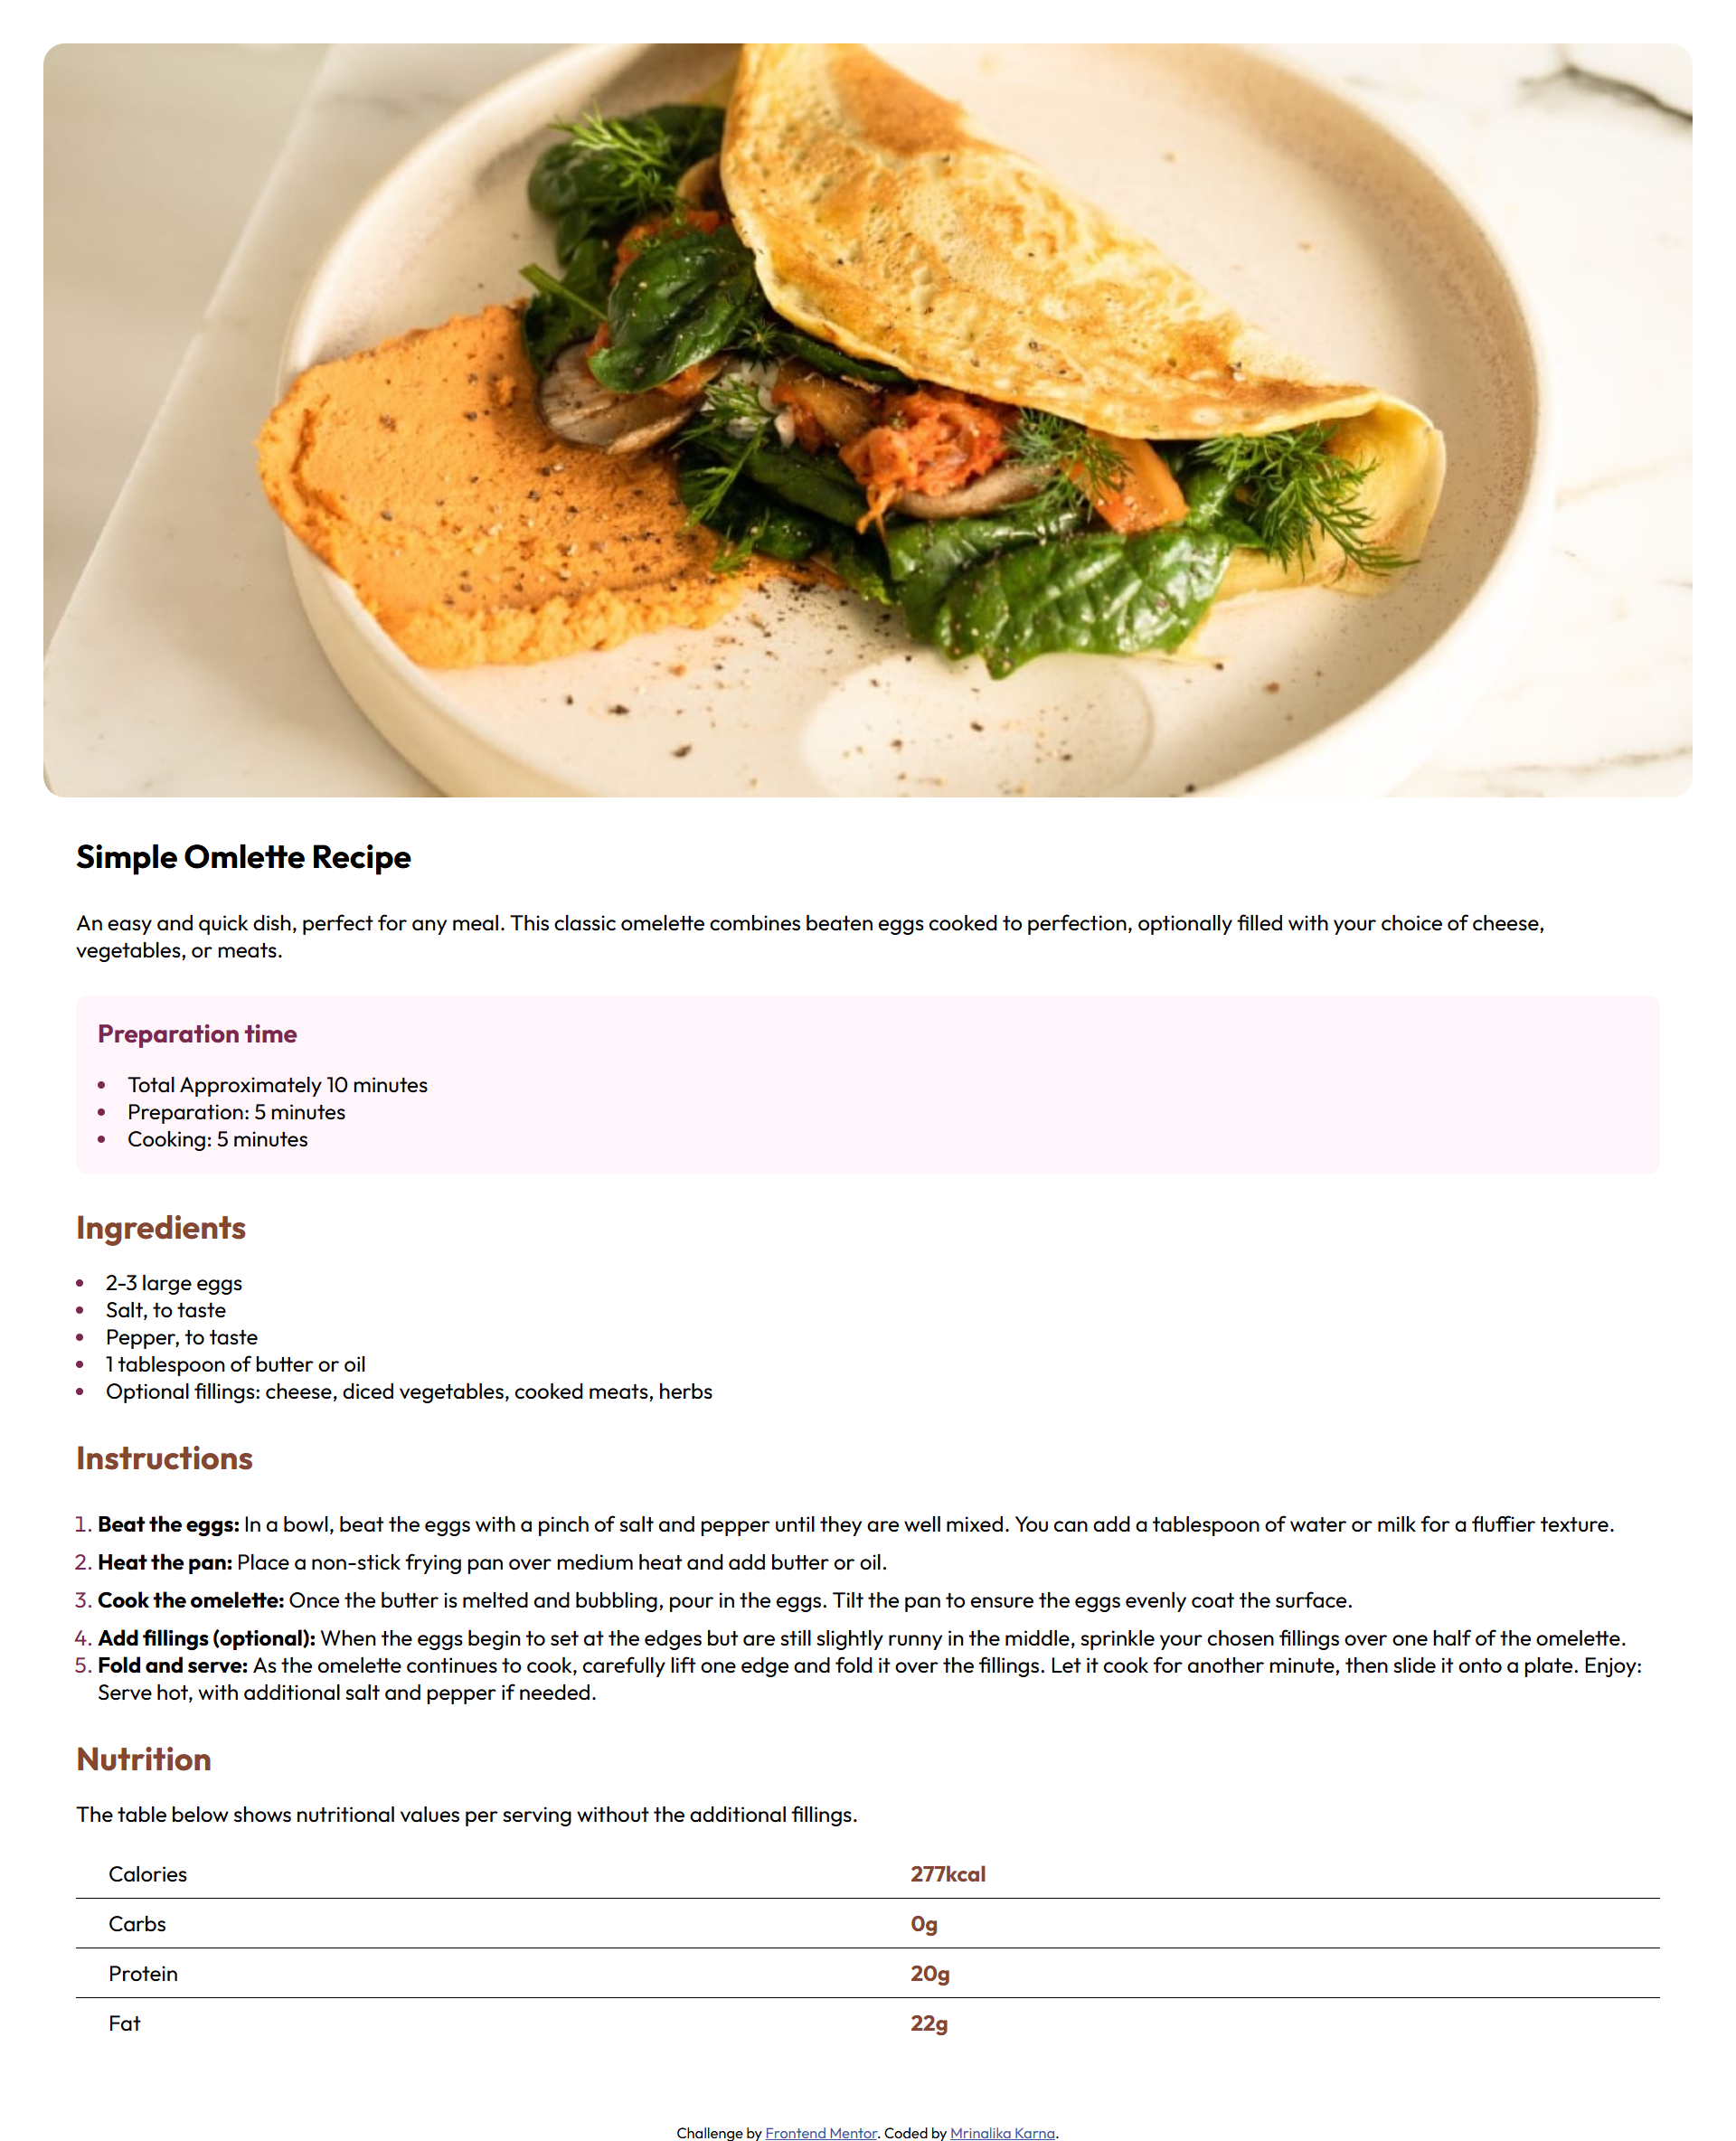 Simple Omlette Recipe
An easy and quick dish, perfect for any meal. This classic omelette combines beaten eggs cooked to perfection, optionally filled with your choice of cheese,
vegetables, or meats.
Preparation time
• Total Approximately 10 minutes
• Preparation: 5 minutes
• Cooking: 5 minutes
Ingredients
• 2-3 large eggs
• Salt, to taste
• Pepper, to taste
• 1 tablespoon of butter or oil
• Optional fillings: cheese, diced vegetables, cooked meats, herbs
Instructions
1. Beat the eggs: In a bowl, beat the eggs with a pinch of salt and pepper until they are well mixed. You can add a tablespoon of water or milk for a fluffier texture.
2. Heat the pan: Place a non-stick frying pan over medium heat and add butter or oil.
3. Cook the omelette: Once the butter is melted and bubbling, pour in the eggs. Tilt the pan to ensure the eggs evenly coat the surface.
4. Add fillings (optional): When the eggs begin to set at the edges but are still slightly runny in the middle, sprinkle your chosen fillings over one half of the omelette.
5. Fold and serve: As the omelette continues to cook, carefully lift one edge and fold it over the fillings. Let it cook for another minute, then slide it onto a plate. Enjoy:
Serve hot, with additional salt and pepper if needed.
Nutrition
The table below shows nutritional values per serving without the additional fillings.
Calories 277kcal
Carbs 0g
Protein 20g
Fat 22g
Challenge by Frontend Mentor. Coded by Mrinalika Karna.